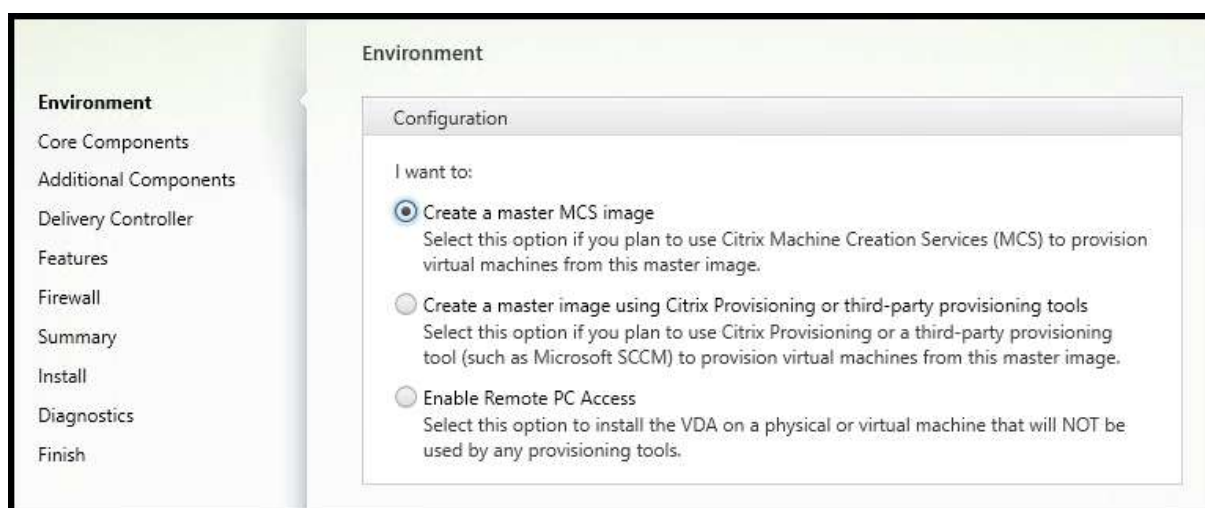 Environment
Core Components
Additional Components
Delivery Controller
Features
Firewall
Summary
Install
Diagnostics
Finish
Environment
Configuration
I want to:
Create a master MCS image
Select this option if you plan to use Citrix Machine Creation Services (MCS) to provision
virtual machines from this master image.
Create a master image using Citrix Provisioning or third-party provisioning tools
Select this option if you plan to use Citrix Provisioning or a third-party provisioning
tool (such as Microsoft SCCM) to provision virtual machines from this master image.
Enable Remote PC Access
Select this option to install the VDA on a physical or virtual machine that will NOT be
used by any provisioning tools.